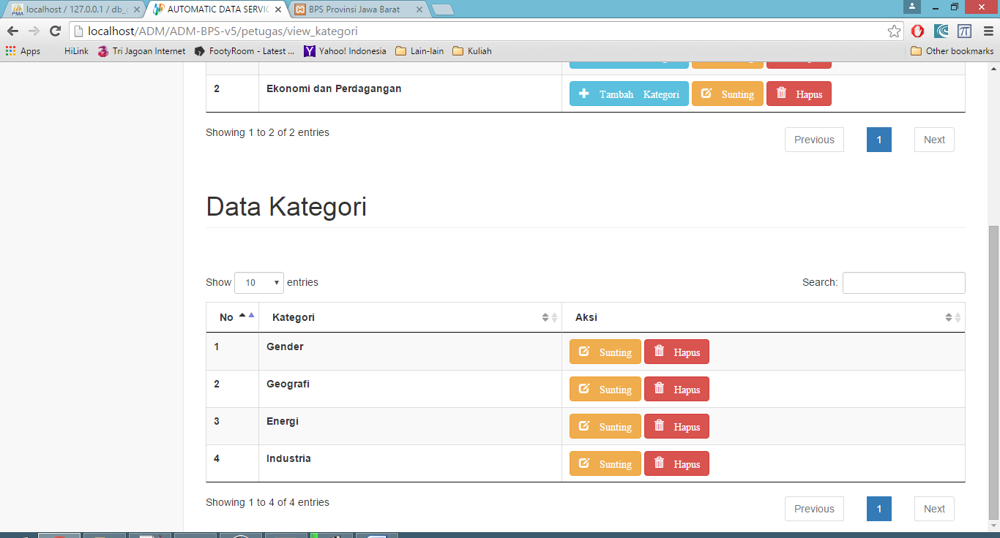 localhost / 127.0.0.1 / db_
AUTOMATIC DATA SERVIC
BPS Provinsi Jawa Barat
localhost/ADM/ADM-BPS-v5/petugas/view_kategori
Apps HiLink Tri Jagoan Internet FootyRoom - Latest ... Yahoo! Indonesia Lain-lain Kuliah Other bookmarks
2 Ekonomi dan Perdagangan Tambah Kategori Sunting Hapus
Showing 1 to 2 of 2 entries Previous 1 Next
Data Kategori
Show 10 entries Search:
No Kategori Aksi
1 Gender Sunting Hapus
2 Geografi Sunting Hapus
3 Energi Sunting Hapus
4 Industria Sunting Hapus
Showing 1 to 4 of 4 entries Previous 1 Next